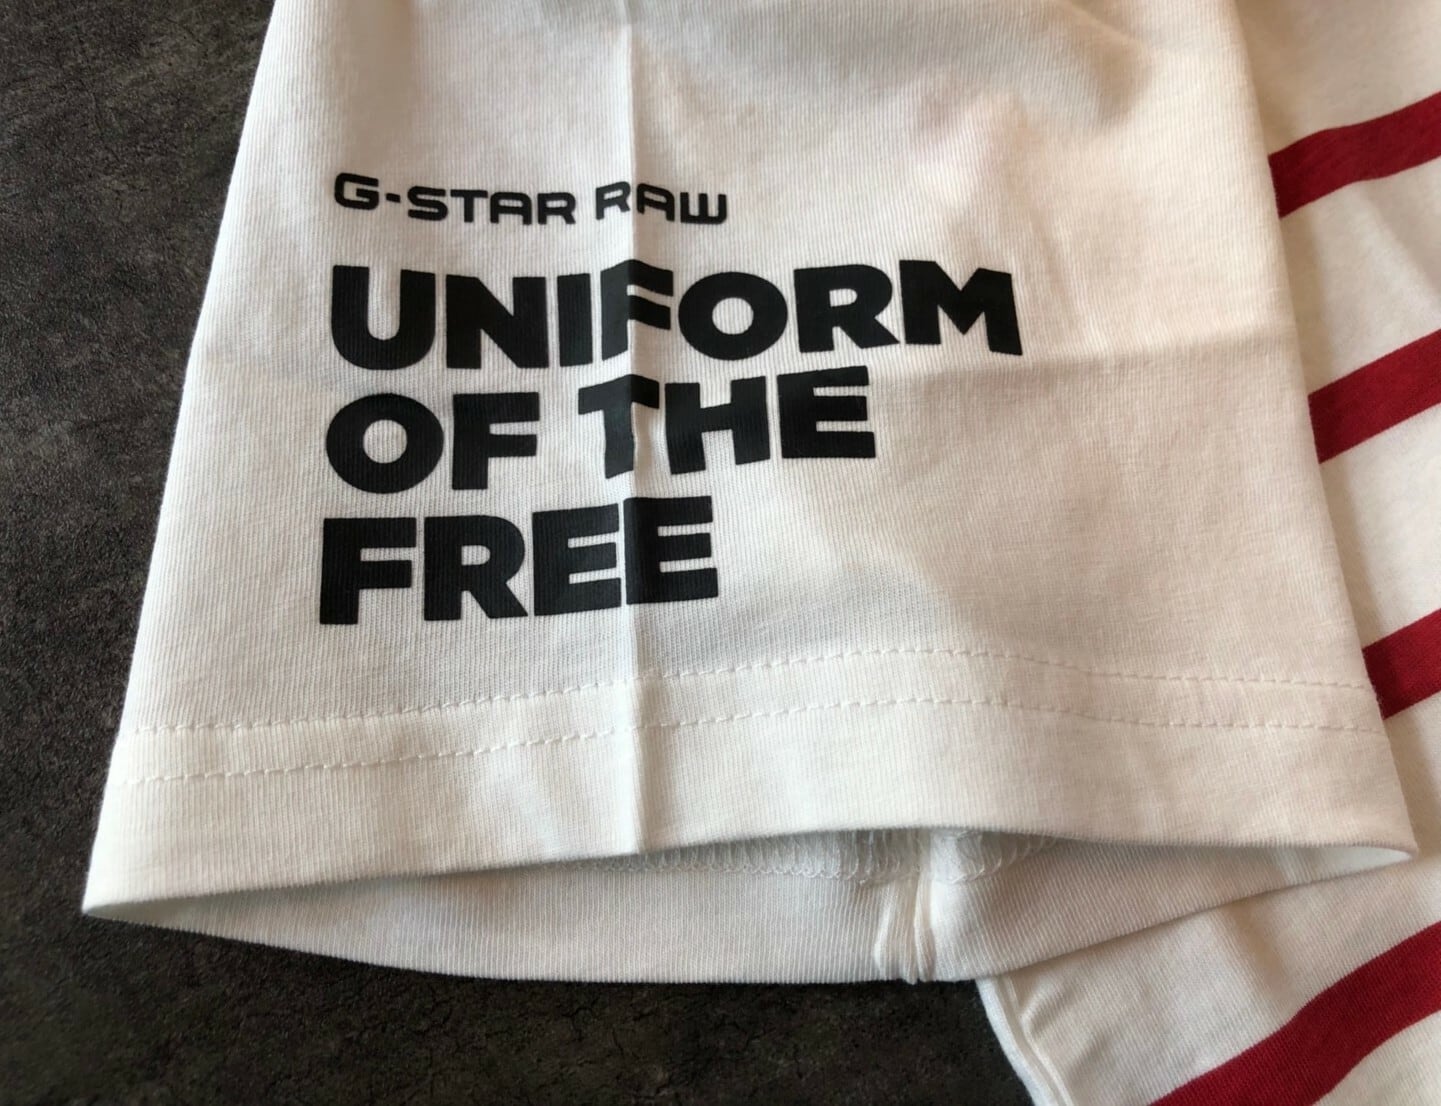 G-STAR RAW
UNIFORM
OF THE
FREE